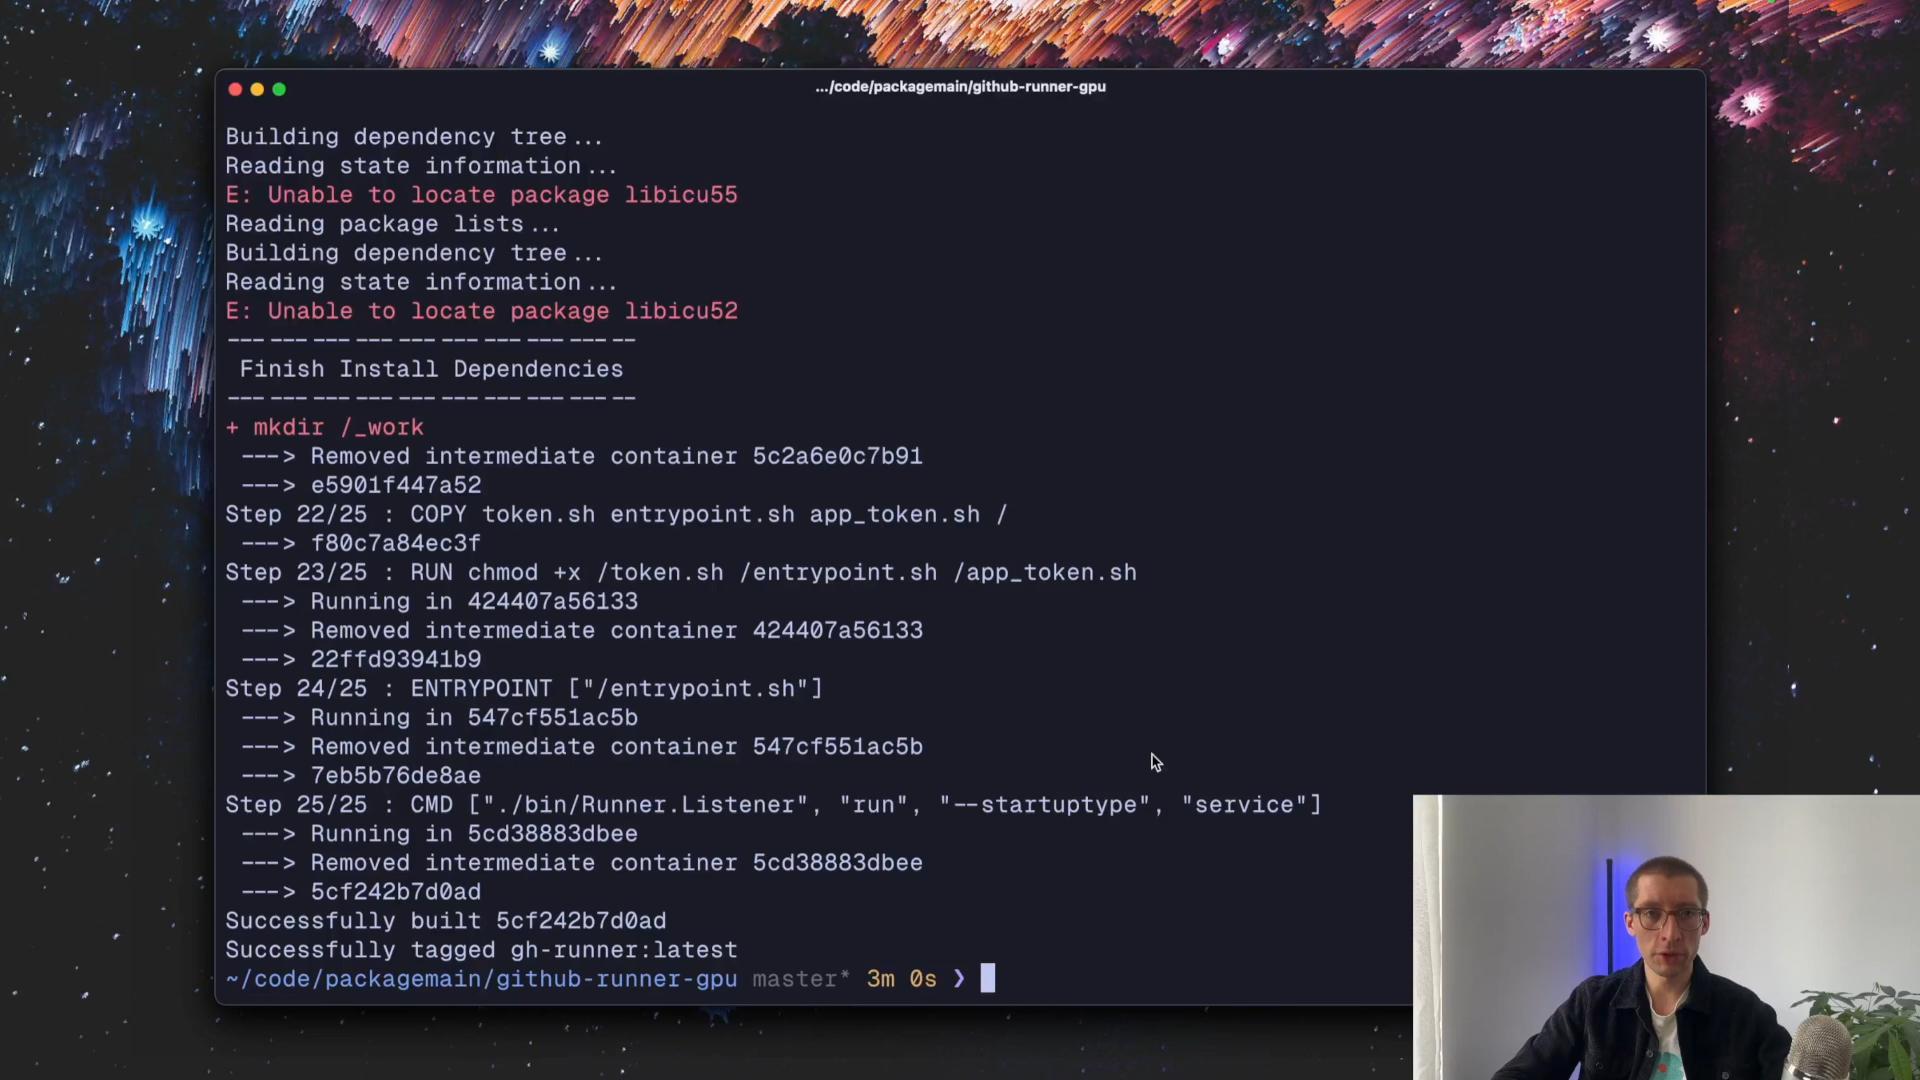 .../code/packagemain/github-runner-gpu
Building dependency tree...
Reading state information...
E: Unable to locate package libicu55
Reading package lists...
Building dependency tree...
Reading state information...
E: Unable to locate package libicu52
-----------------------------
Finish Install Dependencies
-----------------------------
+ mkdir /_work
---> Removed intermediate container 5c2a6e0c7b91
---> e5901f447a52
Step 22/25 : COPY token.sh entrypoint.sh app_token.sh /
---> f80c7a84ec3f
Step 23/25 : RUN chmod +x /token.sh /entrypoint.sh /app_token.sh
---> Running in 424407a56133
---> Removed intermediate container 424407a56133
---> 22ffd93941b9
Step 24/25 : ENTRYPOINT ["/entrypoint.sh"]
---> Running in 547cf551ac5b
---> Removed intermediate container 547cf551ac5b
---> 7eb5b76de8ae
Step 25/25 : CMD ["./bin/Runner.Listener", "run", "--startuptype", "service"]
---> Running in 5cd38883dbee
---> Removed intermediate container 5cd38883dbee
---> 5cf242b7d0ad
Successfully built 5cf242b7d0ad
Successfully tagged gh-runner:latest
~/code/packagemain/github-runner-gpu master* 3m 0s ❯